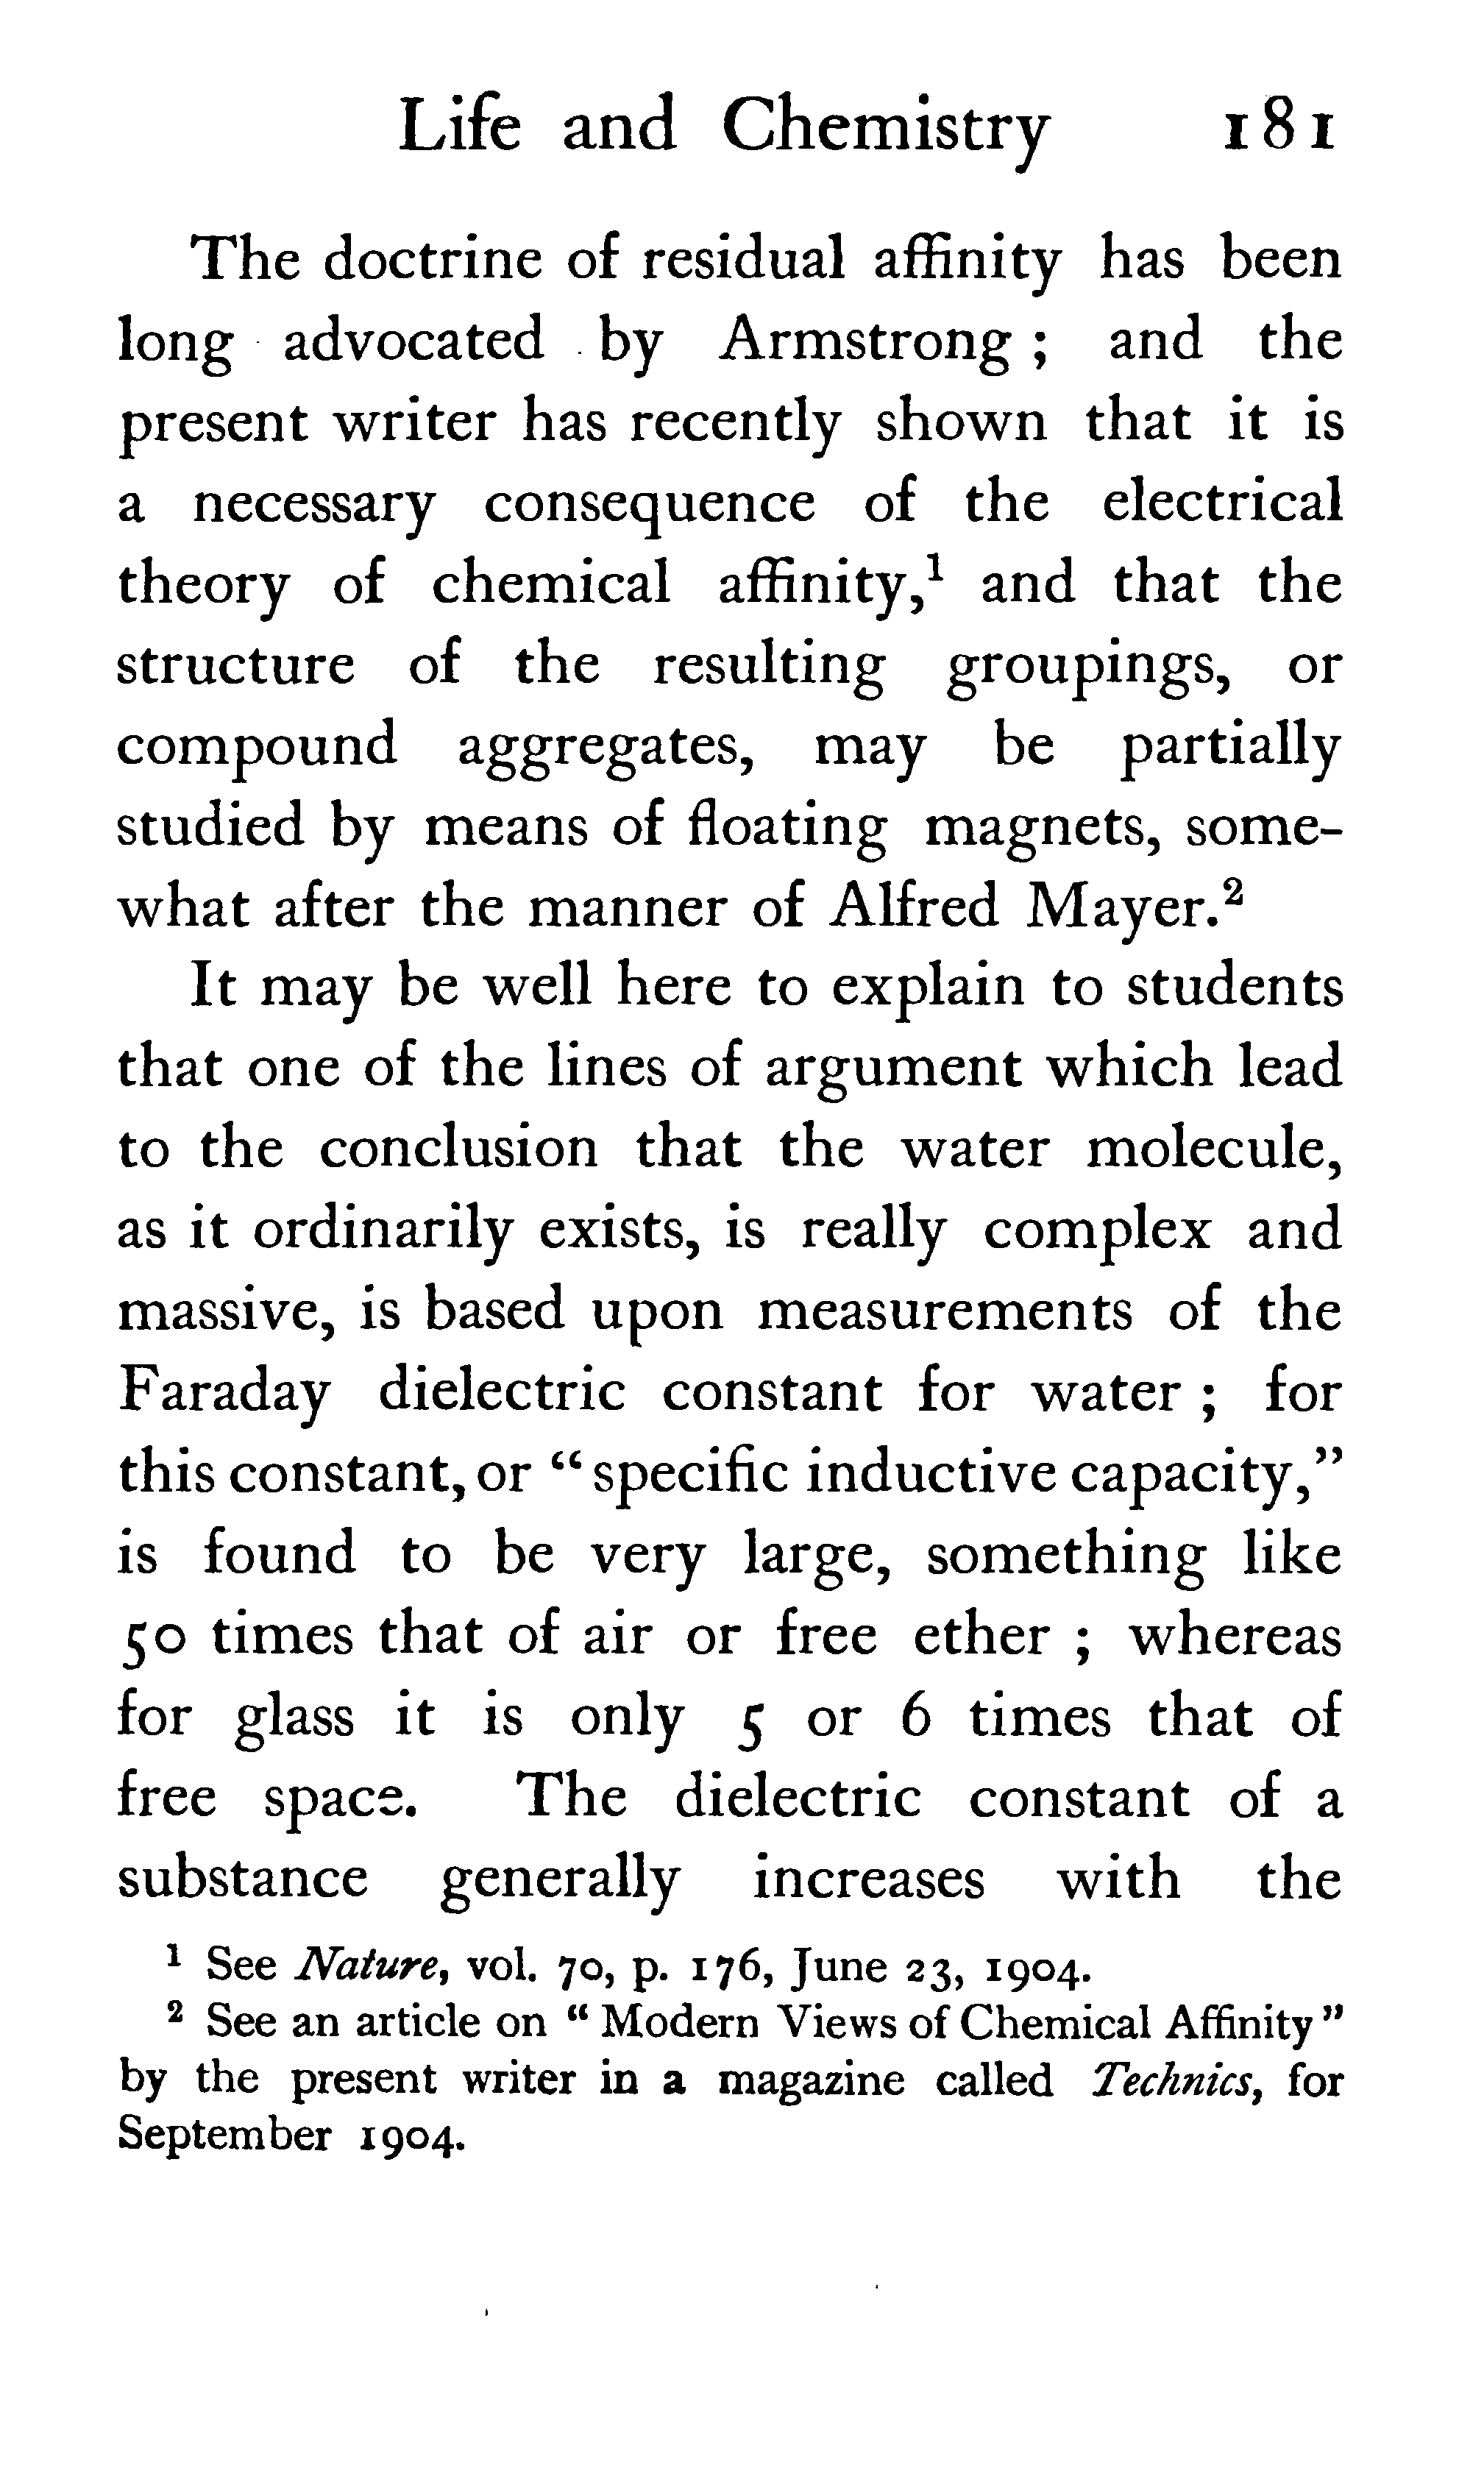 Life and Chemistry 181
The doctrine of residual affinity has been
long advocated by Armstrong ; and the
present writer has recently shown that it is
a necessary consequence of the electrical
theory of chemical affinity,¹ and that the
structure of the resulting groupings, or
compound aggregates, may be partially
studied by means of floating magnets, some-
what after the manner of Alfred Mayer.²
It may be well here to explain to students
that one of the lines of argument which lead
to the conclusion that the water molecule,
as it ordinarily exists, is really complex and
massive, is based upon measurements of the
Faraday dielectric constant for water ; for
this constant, or “ specific inductive capacity,”
is found to be very large, something like
50 times that of air or free ether ; whereas
for glass it is only 5 or 6 times that of
free space. The dielectric constant of a
substance generally increases with the
¹ See Nature, vol. 70, p. 176, June 23, 1904.
² See an article on “ Modern Views of Chemical Affinity ”
by the present writer in a magazine called Technics, for
September 1904.